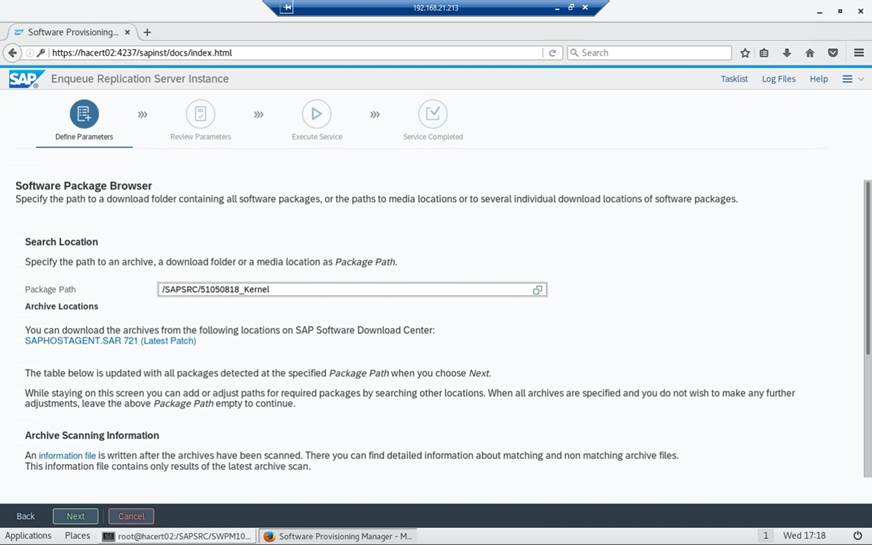 192.168.21.213
Software Provisioning...
https://hacert02:4237/sapinst/docs/index.html
Search
SAP Enqueue Replication Server Instance
Tasklist Log Files Help
Define Parameters
Review Parameters
Execute Service
Service Completed
Software Package Browser
Specify the path to a download folder containing all software packages, or the paths to media locations or to several individual download locations of software packages.
Search Location
Specify the path to an archive, a download folder or a media location as Package Path.
Package Path /SAPSRC/51050818_Kernel
Archive Locations
You can download the archives from the following locations on SAP Software Download Center:
SAPHOSTAGENT.SAR 721 (Latest Patch)
The table below is updated with all packages detected at the specified Package Path when you choose Next.
While staying on this screen you can add or adjust paths for required packages by searching other locations. When all archives are specified and you do not wish to make any further
adjustments, leave the above Package Path empty to continue.
Archive Scanning Information
An information file is written after the archives have been scanned. There you can find detailed information about matching and non matching archive files.
This information file contains only results of the latest archive scan.
Back Next Cancel
Applications Places root@hacert02:/SAPSRC/SWPM10... Software Provisioning Manager - M... 1 Wed 17:18